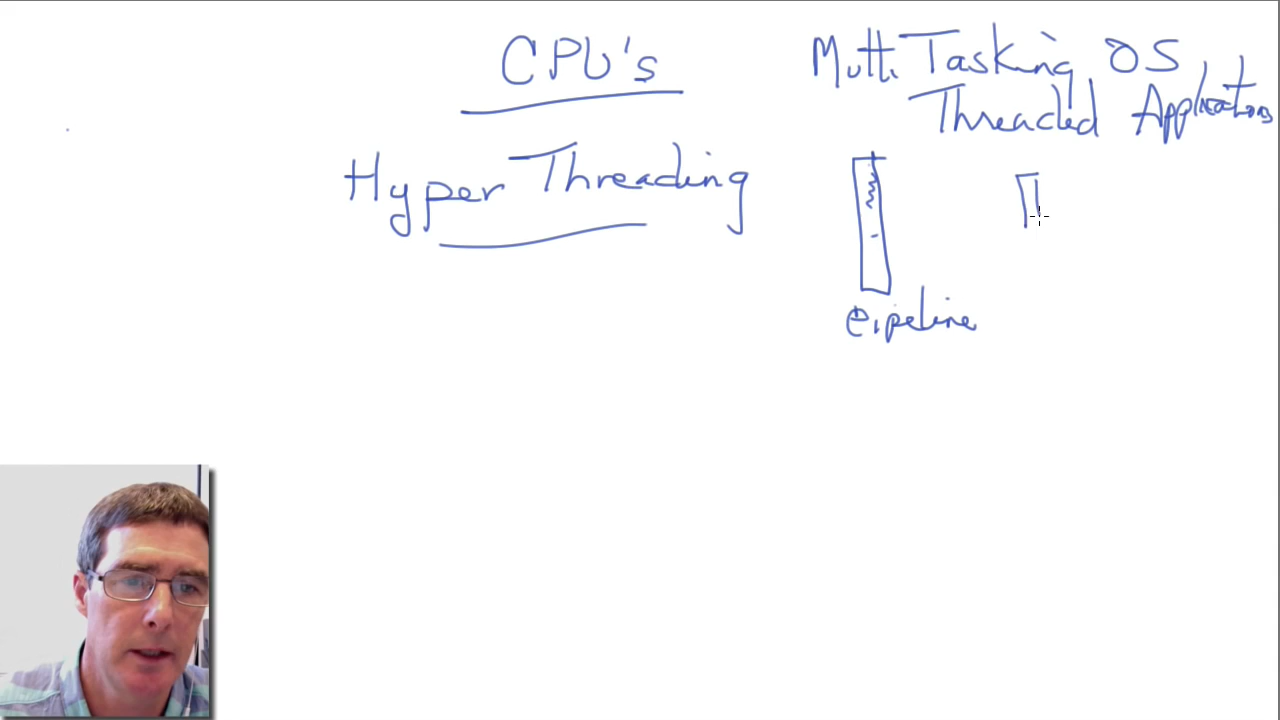 CPU's
Multi Tasking OS
Threaded Applications
Hyper Threading
pipeline